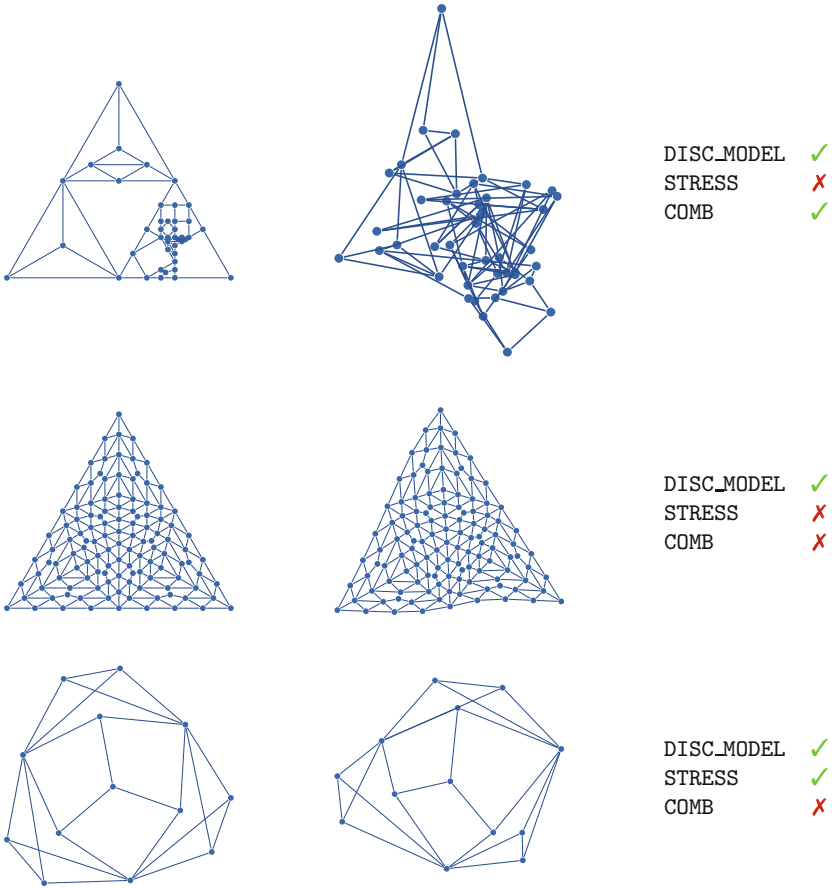 DISC_MODEL ✓
STRESS ✗
COMB ✓
DISC_MODEL ✓
STRESS ✗
COMB ✗
DISC_MODEL ✓
STRESS ✓
COMB ✗